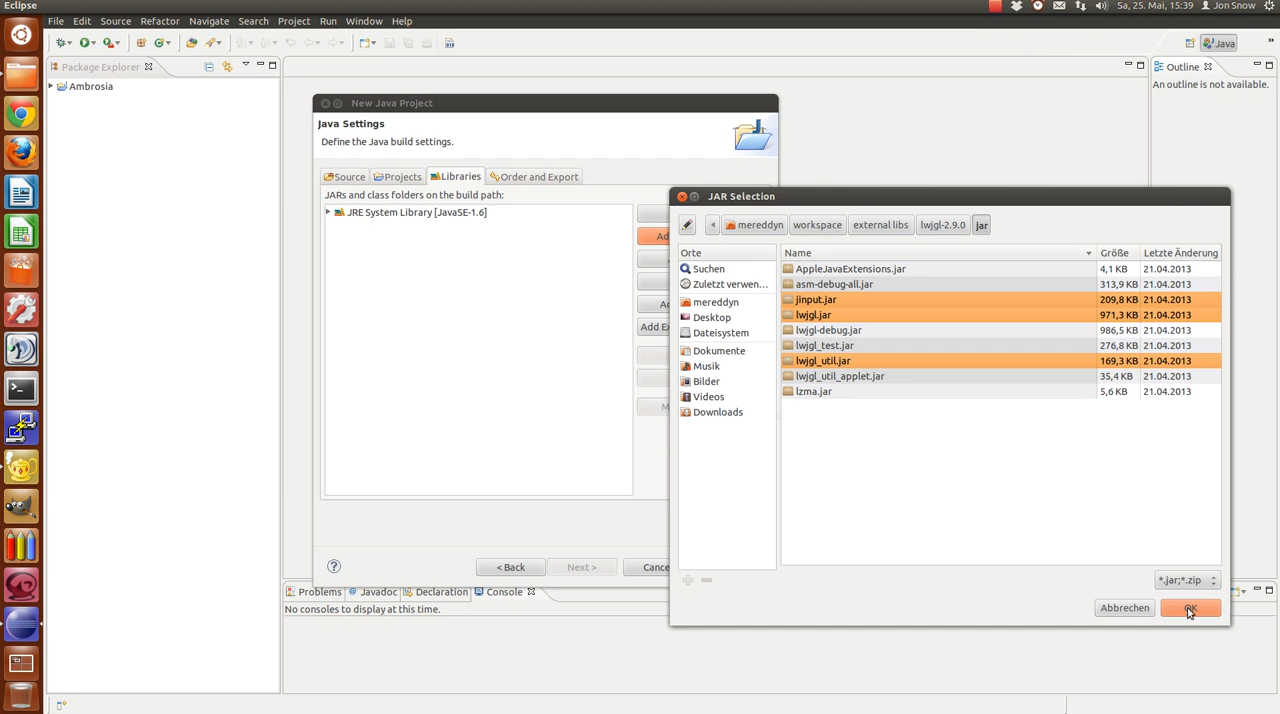 Eclipse
Sa, 25. Mai, 15:39 Jon Snow
File Edit Source Refactor Navigate Search Project Run Window Help
Java
Package Explorer
Ambrosia
Outline
An outline is not available.
New Java Project
Java Settings
Define the Java build settings.
Source Projects Libraries Order and Export
JARs and class folders on the build path:
JRE System Library [JavaSE-1.6]
Add Ex
< Back Next > Cance
JAR Selection
mereddyn workspace external libs lwjgl-2.9.0 jar
Orte
Suchen
Zuletzt verwen...
mereddyn
Desktop
Dateisystem
Dokumente
Musik
Bilder
Videos
Downloads
Name Größe Letzte Änderung
AppleJavaExtensions.jar 4,1 KB 21.04.2013
asm-debug-all.jar 313,9 KB 21.04.2013
jinput.jar 209,8 KB 21.04.2013
lwjgl.jar 971,3 KB 21.04.2013
lwjgl-debug.jar 986,5 KB 21.04.2013
lwjgl_test.jar 276,8 KB 21.04.2013
lwjgl_util.jar 169,3 KB 21.04.2013
lwjgl_util_applet.jar 35,4 KB 21.04.2013
lzma.jar 5,6 KB 21.04.2013
*.jar;*.zip
Abbrechen OK
Problems Javadoc Declaration Console
No consoles to display at this time.